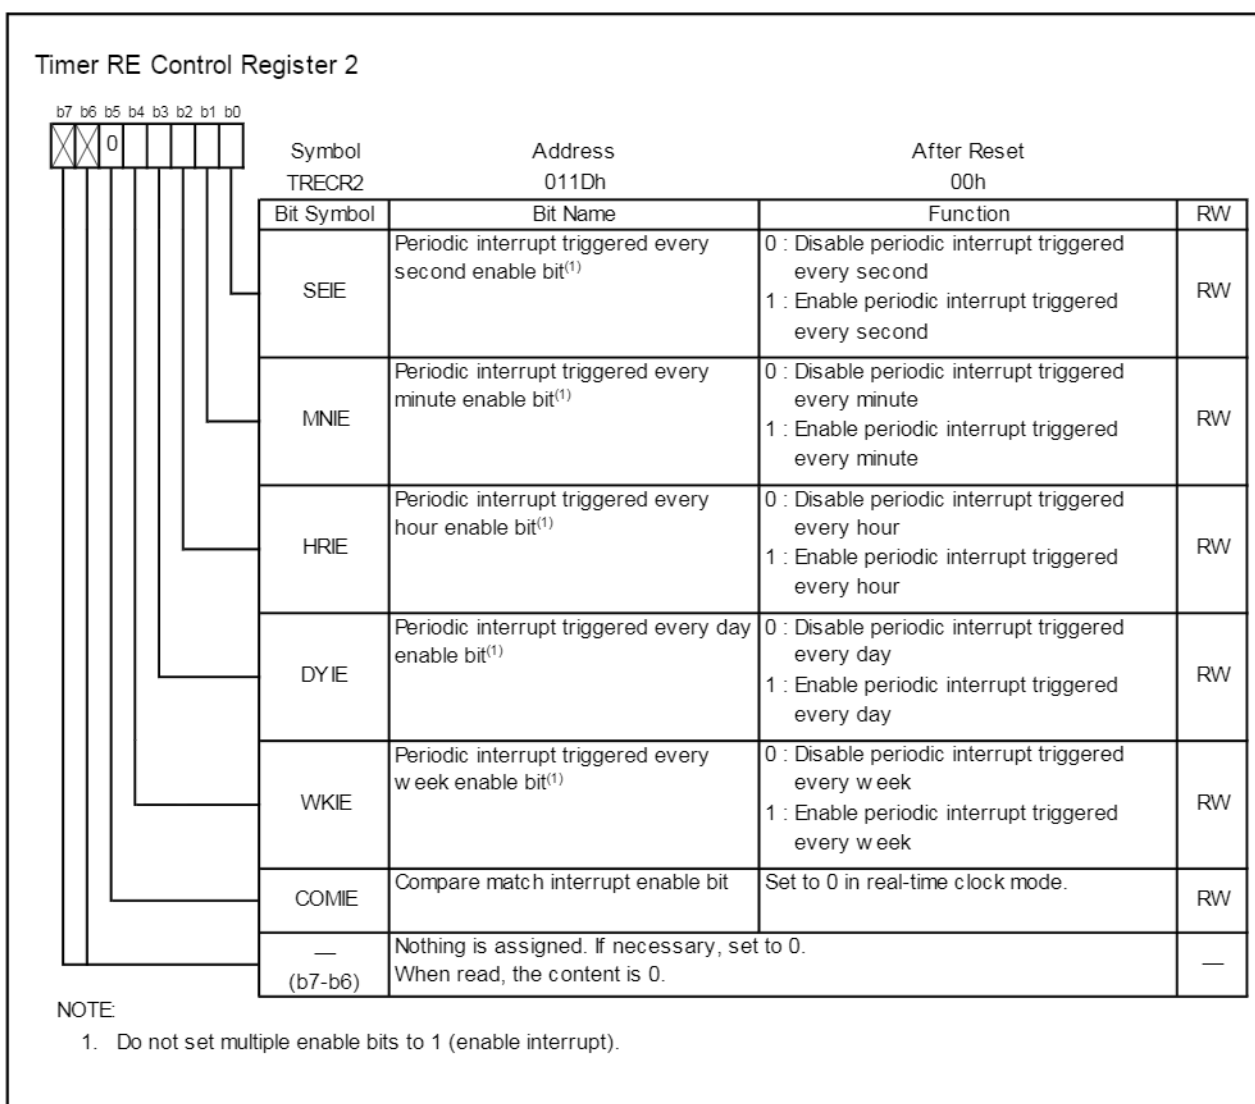 Timer RE Control Register 2
b7 b6 b5 b4 b3 b2 b1 b0
0
Symbol Address After Reset
TRECR2 011Dh 00h
Bit Symbol Bit Name Function RW
SEIE
Periodic interrupt triggered every
second enable bit(1)
0 : Disable periodic interrupt triggered
every second
1 : Enable periodic interrupt triggered
every second
RW
MNIE
Periodic interrupt triggered every
minute enable bit(1)
0 : Disable periodic interrupt triggered
every minute
1 : Enable periodic interrupt triggered
every minute
RW
HRIE
Periodic interrupt triggered every
hour enable bit(1)
0 : Disable periodic interrupt triggered
every hour
1 : Enable periodic interrupt triggered
every hour
RW
DYIE
Periodic interrupt triggered every day
enable bit(1)
0 : Disable periodic interrupt triggered
every day
1 : Enable periodic interrupt triggered
every day
RW
WKIE
Periodic interrupt triggered every
week enable bit(1)
0 : Disable periodic interrupt triggered
every week
1 : Enable periodic interrupt triggered
every week
RW
COMIE
Compare match interrupt enable bit
Set to 0 in real-time clock mode.
RW
—
(b7-b6)
Nothing is assigned. If necessary, set to 0.
When read, the content is 0.
—
NOTE:
1. Do not set multiple enable bits to 1 (enable interrupt).